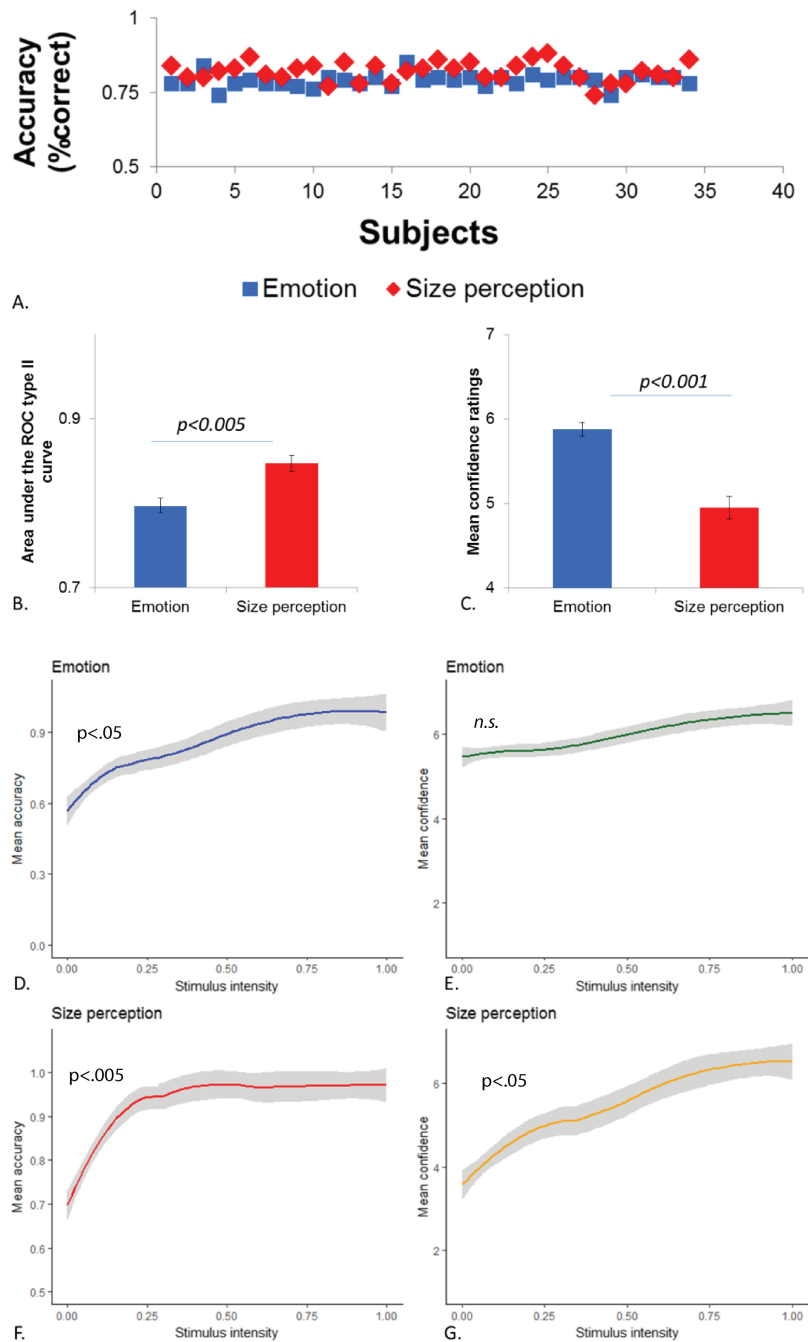 1
0.75
0.5
Accuracy
(%correct)
0 5 10 15 20 25 30 35 40
Subjects
Emotion Size perception
A.
Area under the ROC type II
curve
0.9
0.7
p<0.005
Emotion Size perception
B.
Mean confidence ratings
7
6
5
4
p<0.001
Emotion Size perception
C.
Emotion
p<.05
Mean accuracy
0.9
0.6
0.3
0.0
0.00 0.25 0.50 0.75 1.00
Stimulus intensity
D.
Emotion
n.s.
Mean confidence
6
4
2
0.00 0.25 0.50 0.75 1.00
Stimulus intensity
E.
Size perception
p<.005
Mean accuracy
1.0
0.9
0.8
0.7
0.6
0.5
0.00 0.25 0.50 0.75 1.00
Stimulus intensity
F.
Size perception
p<.05
Mean confidence
6
4
2
0.00 0.25 0.50 0.75 1.00
Stimulus intensity
G.